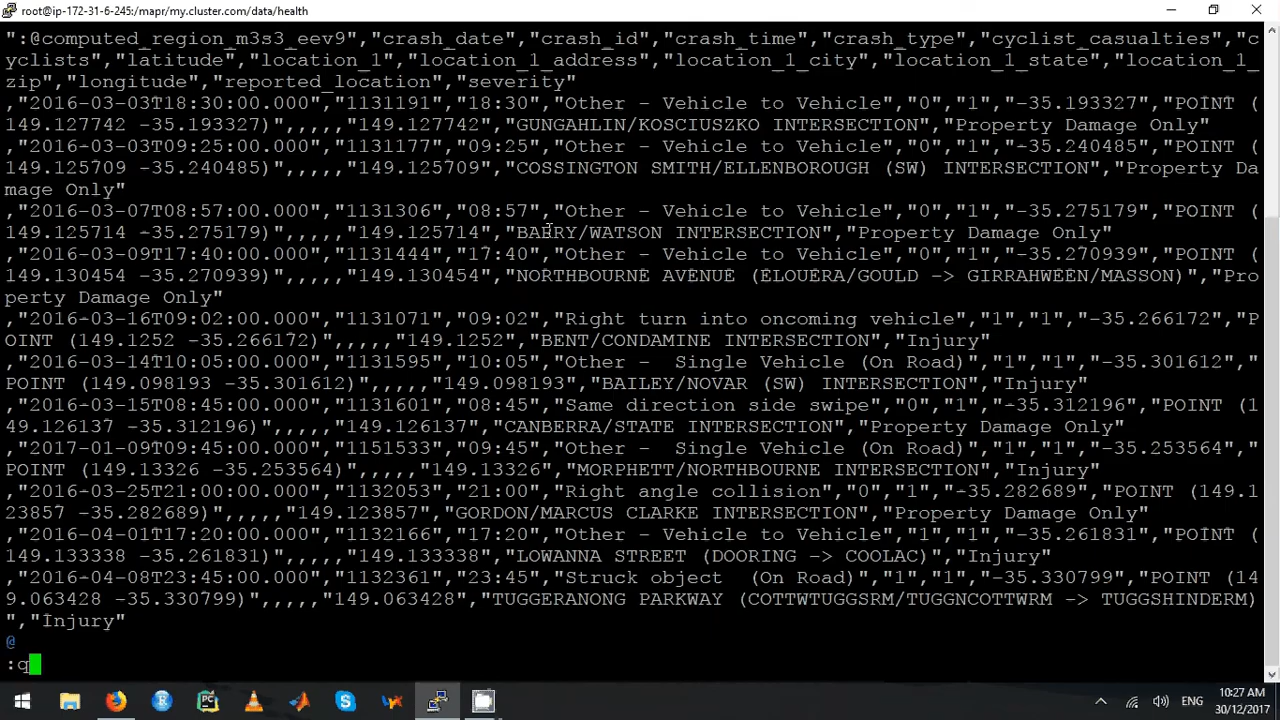 root@ip-172-31-6-245:/mapr/my.cluster.com/data/health
":@computed_region_m3s3_eev9","crash_date","crash_id","crash_time","crash_type","cyclist_casualties","c
yclists","latitude","location_1","location_1_address","location_1_city","location_1_state","location_1_
zip","longitude","reported_location","severity"
,"2016-03-03T18:30:00.000","1131191","18:30","Other - Vehicle to Vehicle","0","1","-35.193327","POINT (
149.127742 -35.193327)",,,,,"149.127742","GUNGAHLIN/KOSCIUSZKO INTERSECTION","Property Damage Only"
,"2016-03-03T09:25:00.000","1131177","09:25","Other - Vehicle to Vehicle","0","1","-35.240485","POINT (
149.125709 -35.240485)",,,,,"149.125709","COSSINGTON SMITH/ELLENBOROUGH (SW) INTERSECTION","Property Da
mage Only"
,"2016-03-07T08:57:00.000","1131306","08:57","Other - Vehicle to Vehicle","0","1","-35.275179","POINT (
149.125714 -35.275179)",,,,,"149.125714","BARRY/WATSON INTERSECTION","Property Damage Only"
,"2016-03-09T17:40:00.000","1131444","17:40","Other - Vehicle to Vehicle","0","1","-35.270939","POINT (
149.130454 -35.270939)",,,,,"149.130454","NORTHBOURNE AVENUE (ELOUERA/GOULD -> GIRRAHWEEN/MASSON)","Pro
perty Damage Only"
,"2016-03-16T09:02:00.000","1131071","09:02","Right turn into oncoming vehicle","1","1","-35.266172","P
OINT (149.1252 -35.266172)",,,,,"149.1252","BENT/CONDAMINE INTERSECTION","Injury"
,"2016-03-14T10:05:00.000","1131595","10:05","Other -  Single Vehicle (On Road)","1","1","-35.301612","
POINT (149.098193 -35.301612)",,,,,"149.098193","BAILEY/NOVAR (SW) INTERSECTION","Injury"
,"2016-03-15T08:45:00.000","1131601","08:45","Same direction side swipe","0","1","-35.312196","POINT (1
49.126137 -35.312196)",,,,,"149.126137","CANBERRA/STATE INTERSECTION","Property Damage Only"
,"2017-01-09T09:45:00.000","1151533","09:45","Other -  Single Vehicle (On Road)","1","1","-35.253564","
POINT (149.13326 -35.253564)",,,,,"149.13326","MORPHETT/NORTHBOURNE INTERSECTION","Injury"
,"2016-03-25T21:00:00.000","1132053","21:00","Right angle collision","0","1","-35.282689","POINT (149.1
23857 -35.282689)",,,,,"149.123857","GORDON/MARCUS CLARKE INTERSECTION","Property Damage Only"
,"2016-04-01T17:20:00.000","1132166","17:20","Other - Vehicle to Vehicle","1","1","-35.261831","POINT (
149.133338 -35.261831)",,,,,"149.133338","LOWANNA STREET (DOORING -> COOLAC)","Injury"
,"2016-04-08T23:45:00.000","1132361","23:45","Struck object  (On Road)","1","1","-35.330799","POINT (14
9.063428 -35.330799)",,,,,"149.063428","TUGGERANONG PARKWAY (COTTWTUGGSRM/TUGGNCOTTWRM -> TUGGSHINDERM)
","Injury"
@
:q
ENG
10:27 AM
30/12/2017